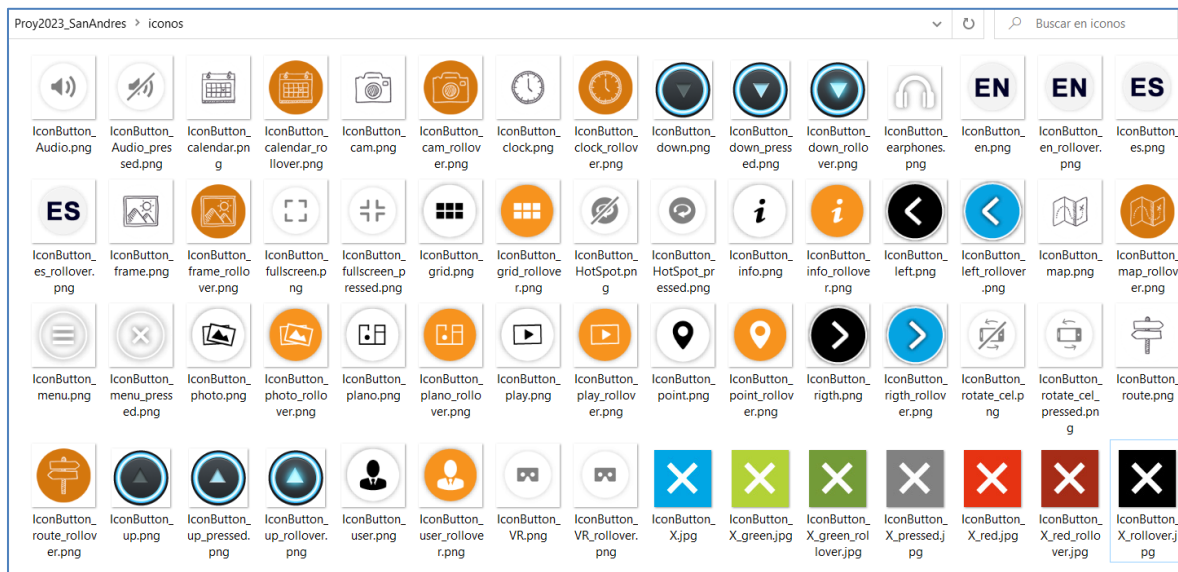 Proy2023_SanAndres > iconos
Buscar en iconos
EN EN ES
IconButton_ IconButton_ IconButton_ IconButton_ IconButton_ IconButton_ IconButton_ IconButton_ IconButton_ IconButton_ IconButton_ IconButton_ IconButton_ IconButton_ IconButton_
Audio.png Audio_pres calendar.pn calendar_ro cam.png cam_rollov clock.png clock_rollov down.png down_press down_rollo earphones. en.png en_rollover. es.png
sed.png g llover.png er.png er.png ed.png ver.png png png
ES i i
IconButton_ IconButton_ IconButton_ IconButton_ IconButton_ IconButton_ IconButton_ IconButton_ IconButton_ IconButton_ IconButton_ IconButton_ IconButton_ IconButton_ IconButton_
es_rollover. frame.png frame_rollo fullscreen.p fullscreen_p grid.png grid_rollove HotSpot.pn HotSpot_pr info.png info_rollove left.png left_rollover map.png map_rollov
png ver.png ng ressed.png r.png g essed.png r.png .png er.png
IconButton_ IconButton_ IconButton_ IconButton_ IconButton_ IconButton_ IconButton_ IconButton_ IconButton_ IconButton_ IconButton_ IconButton_ IconButton_ IconButton_ IconButton_
menu.png menu_press photo.png photo_rollo plano.png plano_rollo play.png play_rollov point.png point_rollov rigth.png rigth_rollov rotate_cel.p rotate_cel_ route.png
ed.png ver.png ver.png er.png er.png er.png ng pressed.pn
g
IconButton_ IconButton_ IconButton_ IconButton_ IconButton_ IconButton_ IconButton_ IconButton_ IconButton_ IconButton_ IconButton_ IconButton_ IconButton_ IconButton_ IconButton_
route_rollov up.png up_pressed. up_rollover. user.png user_rollove VR.png VR_rollover. X.jpg X_green.jpg X_green_rol X_pressed.j X_red.jpg X_red_rollo X_rollover.j
er.png png png r.png png lover.jpg pg ver.jpg pg